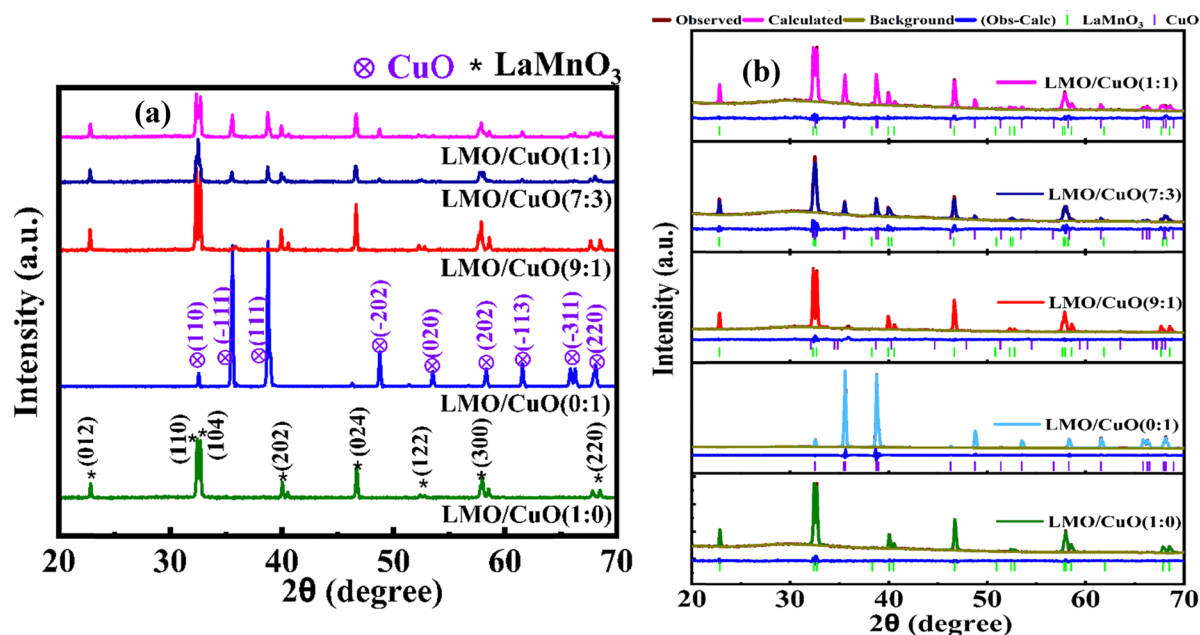 ⊗ CuO * LaMnO₃
(a)
LMO/CuO(1:1)
LMO/CuO(7:3)
LMO/CuO(9:1)
(110)
(-111)
(111)
(-202)
(020)
(202)
(-113)
(-311)
(220)
LMO/CuO(0:1)
*(012)
(110)*
*(104)
*(202)
*(024)
*(122)
*(300)
*(220)
LMO/CuO(1:0)
20 30 40 50 60 70
2θ (degree)
Intensity (a.u.)
Observed Calculated Background (Obs-Calc) LaMnO₃ CuO
(b)
LMO/CuO(1:1)
LMO/CuO(7:3)
LMO/CuO(9:1)
LMO/CuO(0:1)
LMO/CuO(1:0)
20 30 40 50 60 70
2θ (degree)
Intensity (a.u.)